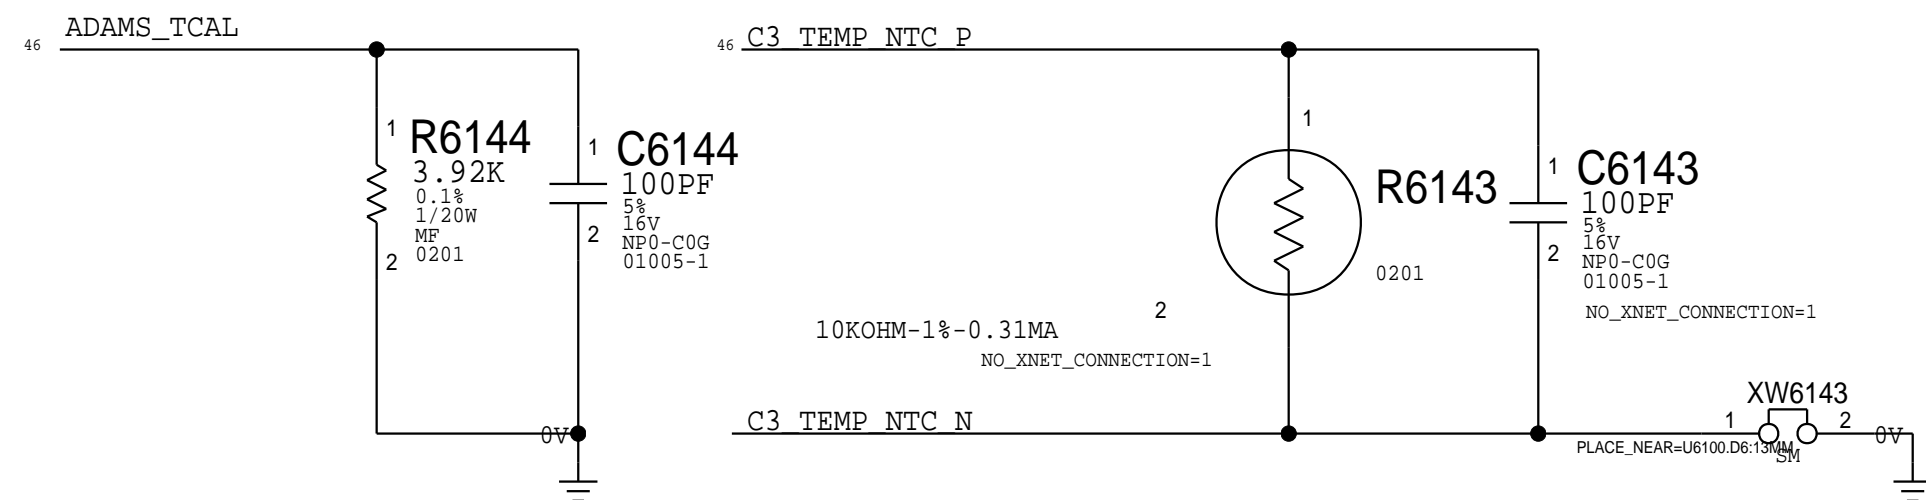 46 ADAMS_TCAL
1 R6144
3.92K
0.1%
1/20W
MF
0201
2
1 C6144
100PF
5%
16V
NP0-C0G
01005-1
2
0V
46 C3_TEMP_NTC_P
1
R6143
0201
2
10KOHM-1%-0.31MA
NO_XNET_CONNECTION=1
1 C6143
100PF
5%
16V
NP0-C0G
01005-1
2
NO_XNET_CONNECTION=1
C3_TEMP_NTC_N
XW6143
1 2
0V
PLACE_NEAR=U6100.D6:13MM
SM